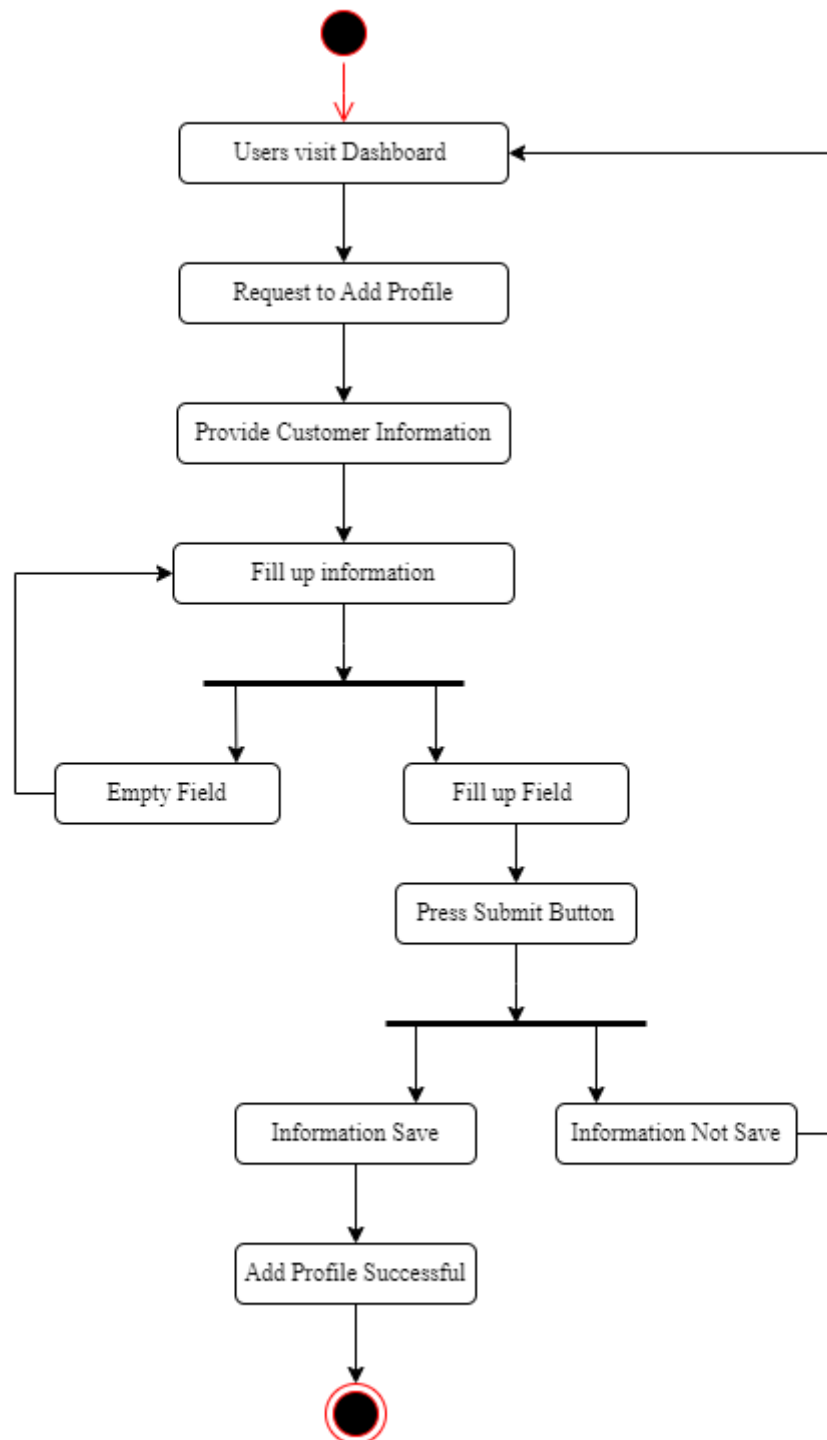 Users visit Dashboard
Request to Add Profile
Provide Customer Information
Fill up information
Empty Field
Fill up Field
Press Submit Button
Information Save
Information Not Save
Add Profile Successful